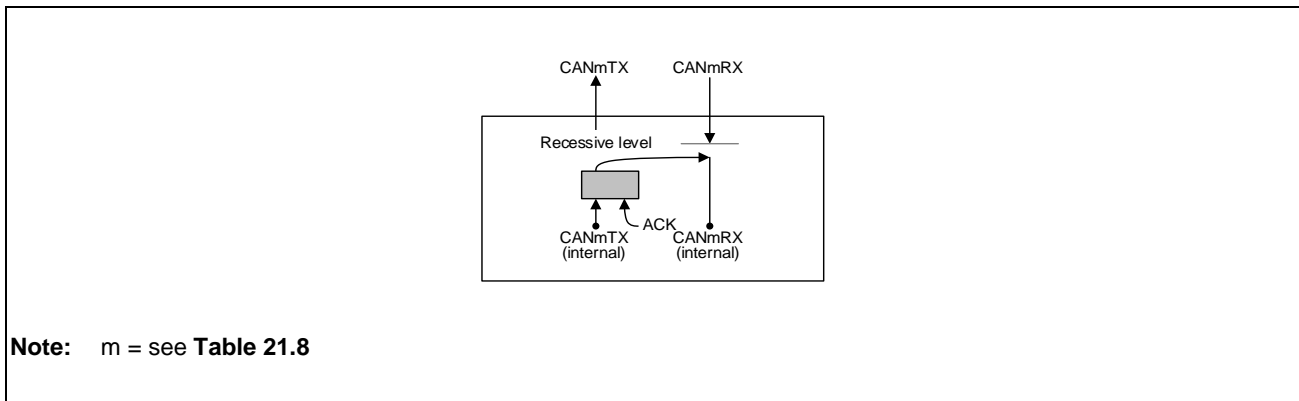 CANmTX CANmRX
Recessive level
ACK
CANmTX CANmRX
(internal) (internal)
Note: m = see Table 21.8